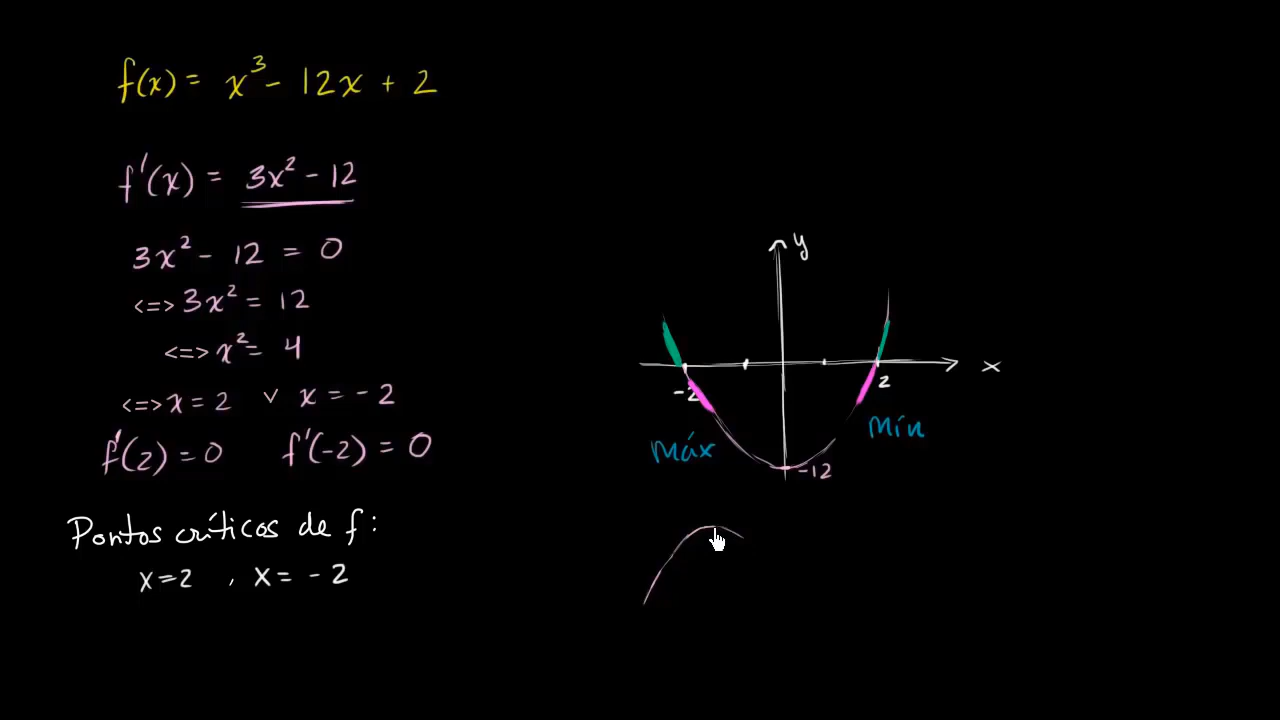 f(x) = x³ - 12x + 2
f'(x) = 3x² - 12
3x² - 12 = 0
<=> 3x² = 12
<=> x² = 4
<=> x = 2 ∨ x = -2
f'(2) = 0 f'(-2) = 0
Pontos críticos de f:
x=2 , x = -2
y
x
-2
2
máx
mín
-12